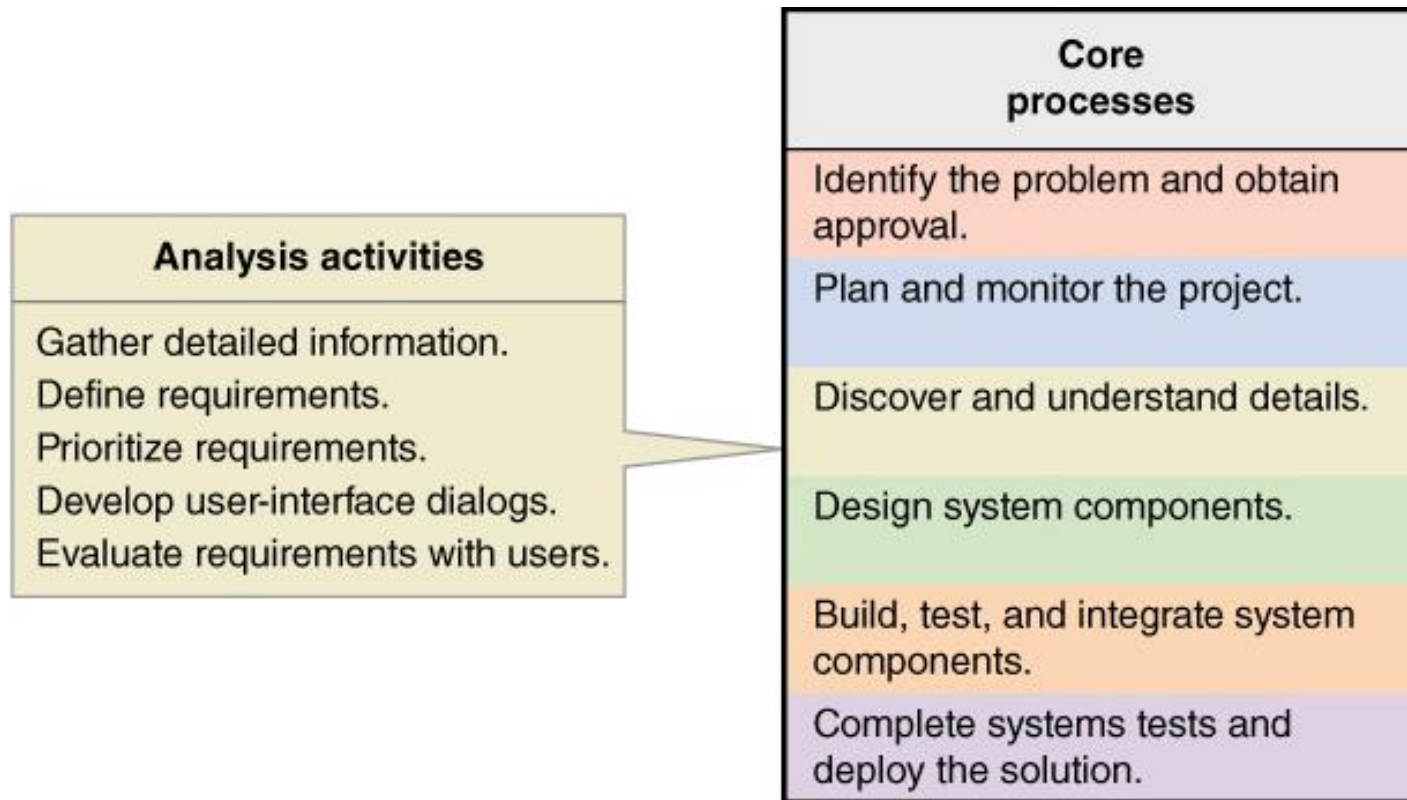 Analysis activities
Gather detailed information.
Define requirements.
Prioritize requirements.
Develop user-interface dialogs.
Evaluate requirements with users.
Core
processes
Identify the problem and obtain
approval.
Plan and monitor the project.
Discover and understand details.
Design system components.
Build, test, and integrate system
components.
Complete systems tests and
deploy the solution.